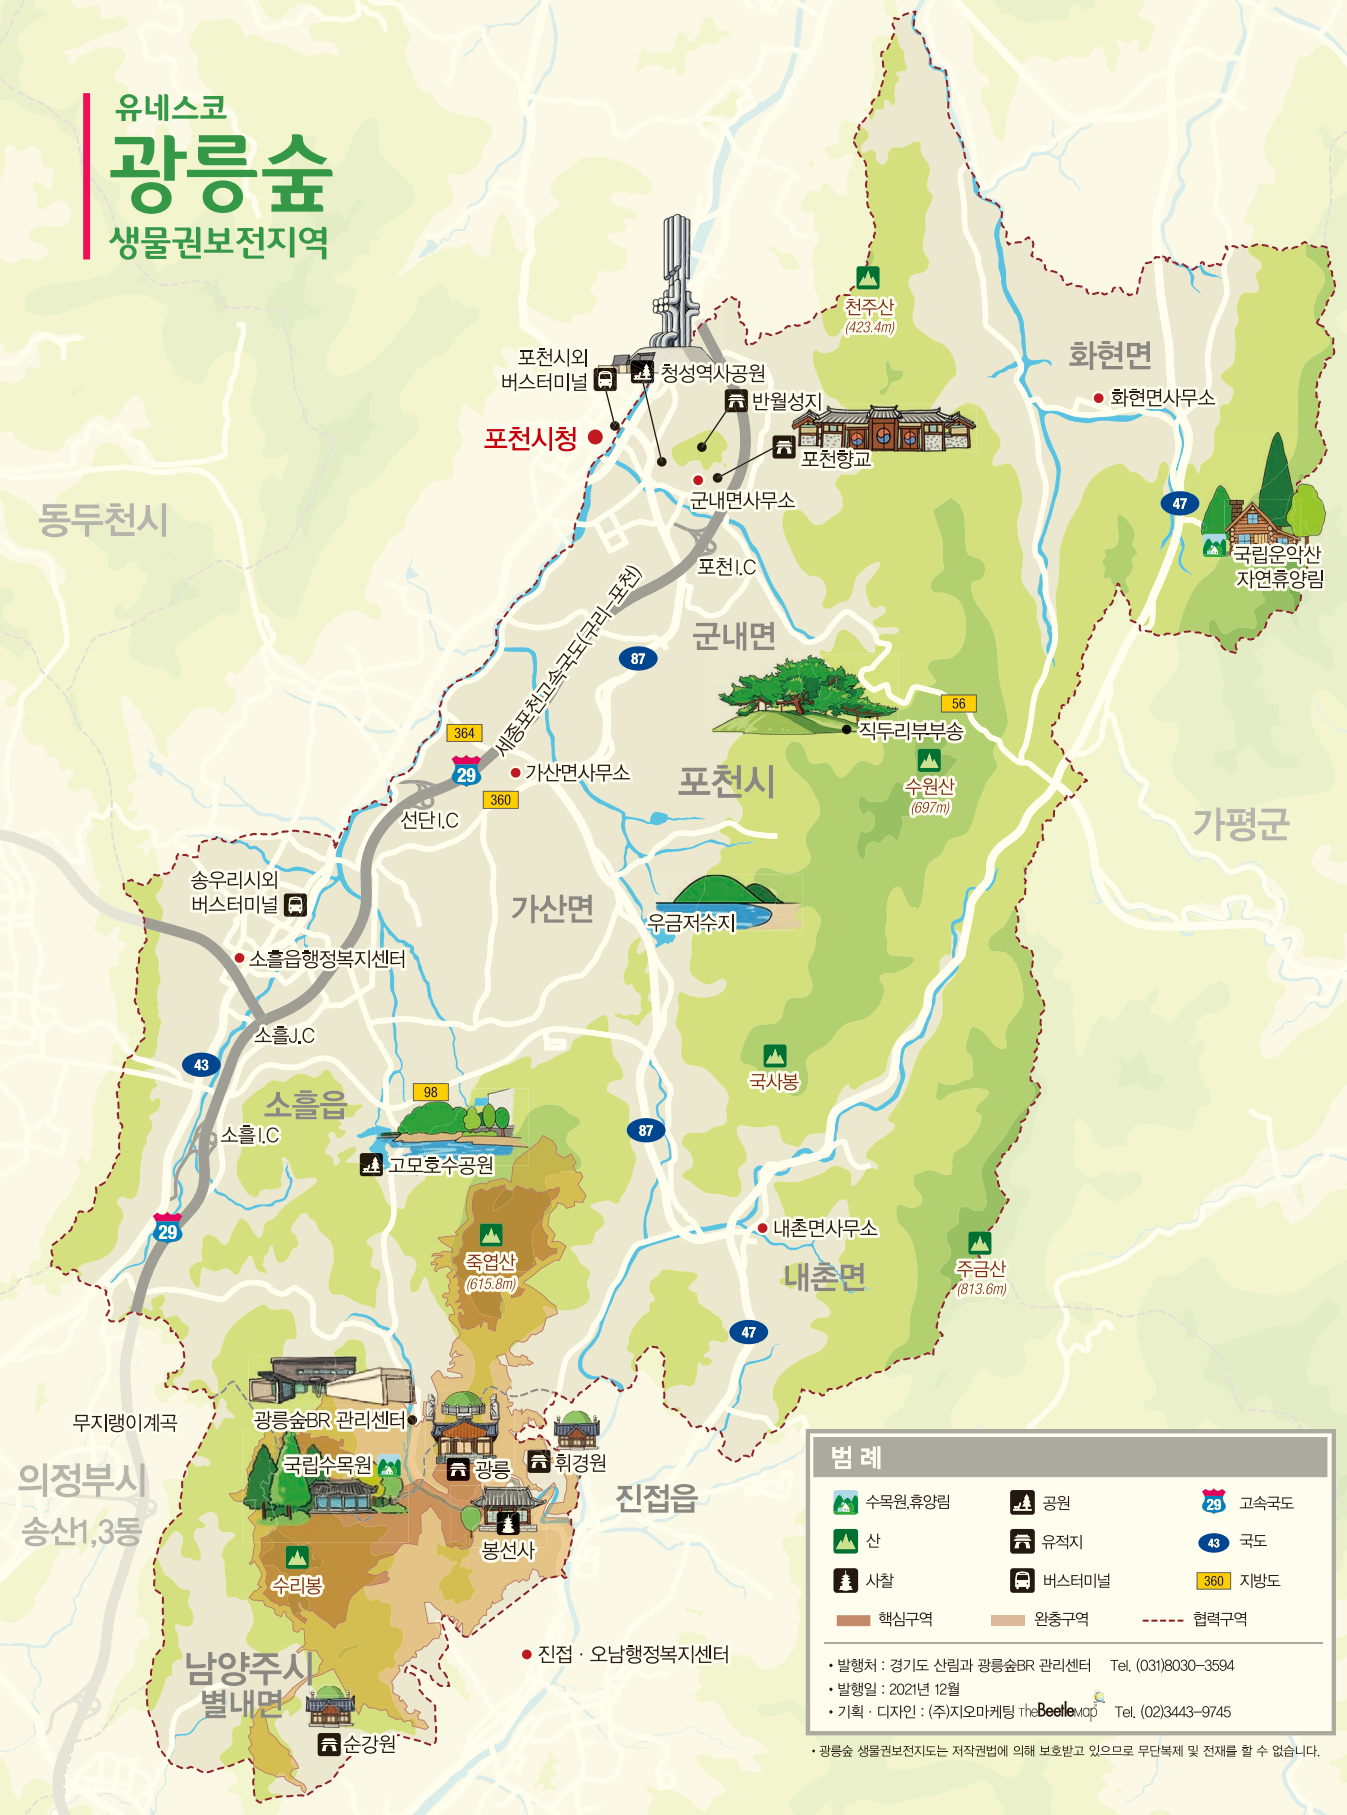 유네스코
광릉숲
생물권보전지역
천주산
(423.4m)
화현면
포천시외
버스터미널
청성역사공원
반월성지
화현면사무소
포천시청
포천향교
군내면사무소
47
동두천시
국립운악산
자연휴양림
포천I.C
세종포천고속국도(구리-포천)
군내면
87
56
직두리부부송
364
29
가산면사무소
360
수원산
(697m)
포천시
선단I.C
가평군
송우리시외
버스터미널
가산면
우금저수지
소흘읍행정복지센터
소흘J.C
43
국사봉
98
소흘읍
소흘I.C
87
고모호수공원
29
내촌면사무소
죽엽산
(615.8m)
내촌면
주금산
(813.6m)
47
무지랭이계곡
광릉숲BR 관리센터
국립수목원
광릉
휘경원
의정부시
송산1,3동
진접읍
봉선사
수리봉
진접 · 오남행정복지센터
남양주시
별내면
순강원
범 례
수목원,휴양림
공원
29
고속국도
산
유적지
43
국도
사찰
버스터미널
360
지방도
핵심구역
완충구역
협력구역
• 발행처 : 경기도 산림과 광릉숲BR 관리센터 Tel. (031)8030-3594
• 발행일 : 2021년 12월
• 기획 · 디자인 : (주)지오마케팅 TheBeetleMap Tel. (02)3443-9745
• 광릉숲 생물권보전지도는 저작권법에 의해 보호받고 있으므로 무단복제 및 전재를 할 수 없습니다.